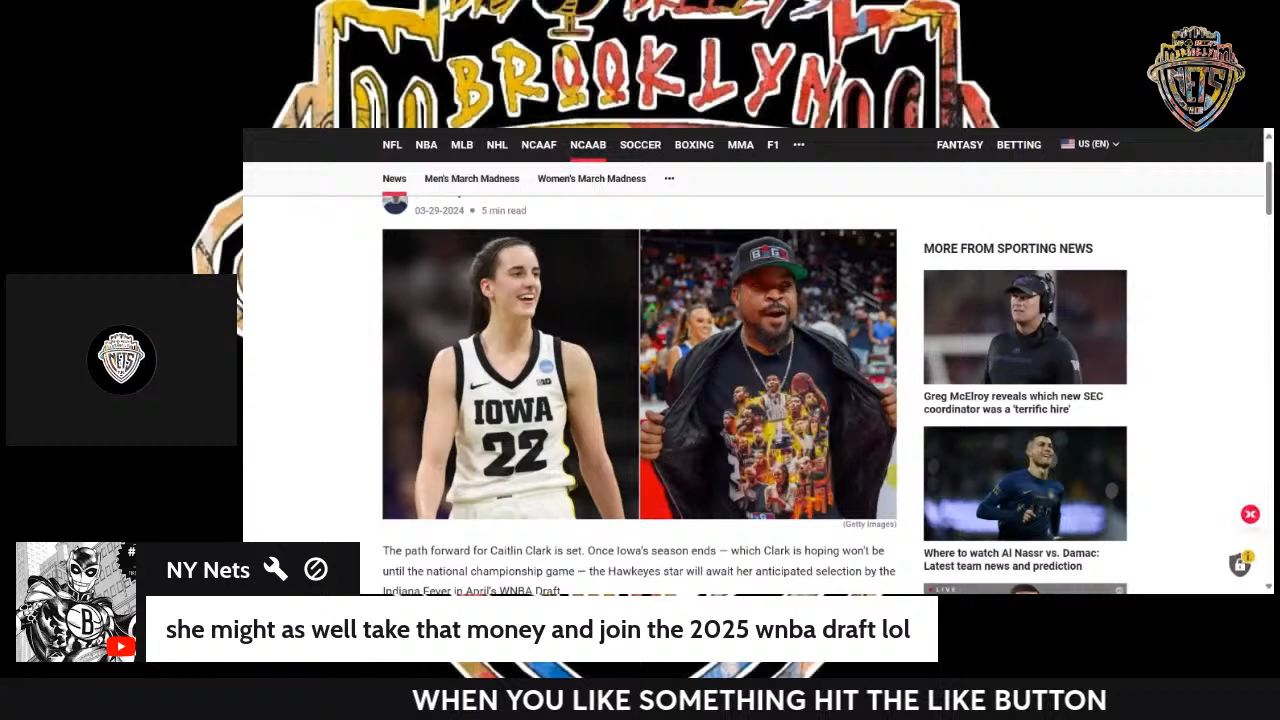 BROOKLYN
NETS
NFL NBA MLB NHL NCAAF NCAAB SOCCER BOXING MMA F1 ••• FANTASY BETTING US (EN)
News Men's March Madness Women's March Madness •••
03-29-2024 • 5 min read
MORE FROM SPORTING NEWS
IOWA
22
B1G
BIG3
Greg McElroy reveals which new SEC
coordinator was a 'terrific hire'
Where to watch Al Nassr vs. Damac:
Latest team news and prediction
LIVE
(Getty Images)
The path forward for Caitlin Clark is set. Once Iowa's season ends — which Clark is hoping won't be
until the national championship game — the Hawkeyes star will await her anticipated selection by the
Indiana Fever in April's WNBA Draft
NETS
#
B
NY Nets
she might as well take that money and join the 2025 wnba draft lol
WHEN YOU LIKE SOMETHING HIT THE LIKE BUTTON